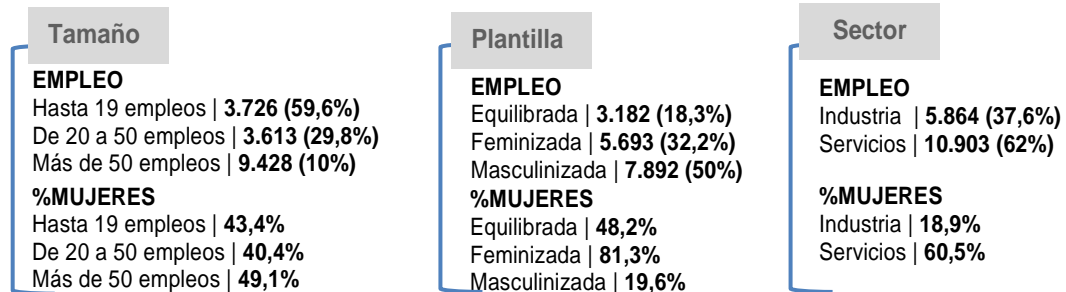 Tamaño
EMPLEO
Hasta 19 empleos | 3.726 (59,6%)
De 20 a 50 empleos | 3.613 (29,8%)
Más de 50 empleos | 9.428 (10%)
%MUJERES
Hasta 19 empleos | 43,4%
De 20 a 50 empleos | 40,4%
Más de 50 empleos | 49,1%
Plantilla
EMPLEO
Equilibrada | 3.182 (18,3%)
Feminizada | 5.693 (32,2%)
Masculinizada | 7.892 (50%)
%MUJERES
Equilibrada | 48,2%
Feminizada | 81,3%
Masculinizada | 19,6%
Sector
EMPLEO
Industria | 5.864 (37,6%)
Servicios | 10.903 (62%)
%MUJERES
Industria | 18,9%
Servicios | 60,5%